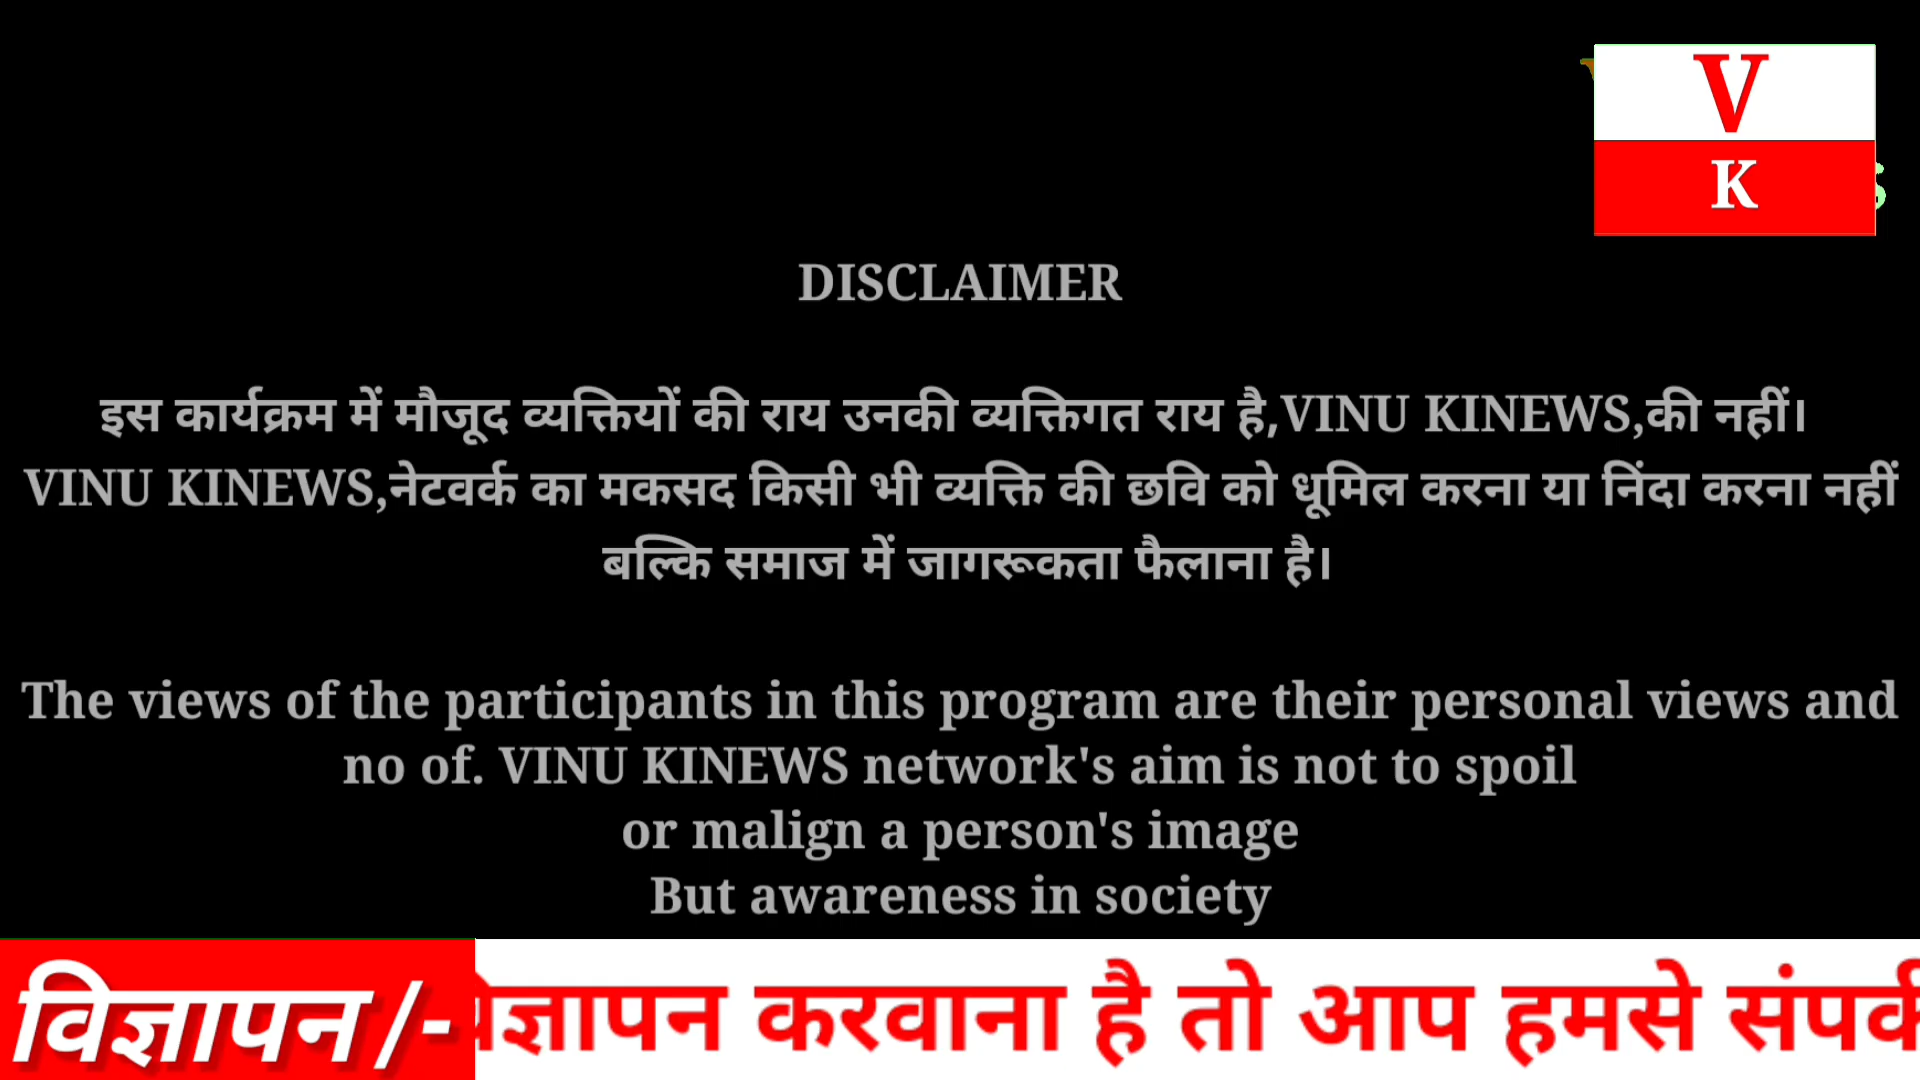 V
K
DISCLAIMER
इस कार्यक्रम में मौजूद व्यक्तियों की राय उनकी व्यक्तिगत राय है,VINU KINEWS,की नहीं।
VINU KINEWS,नेटवर्क का मकसद किसी भी व्यक्ति की छवि को धूमिल करना या निंदा करना नहीं
बल्कि समाज में जागरूकता फैलाना है।
The views of the participants in this program are their personal views and
no of. VINU KINEWS network's aim is not to spoil
or malign a person's image
But awareness in society
विज्ञापन/- विज्ञापन करवाना है तो आप हमसे संपर्क